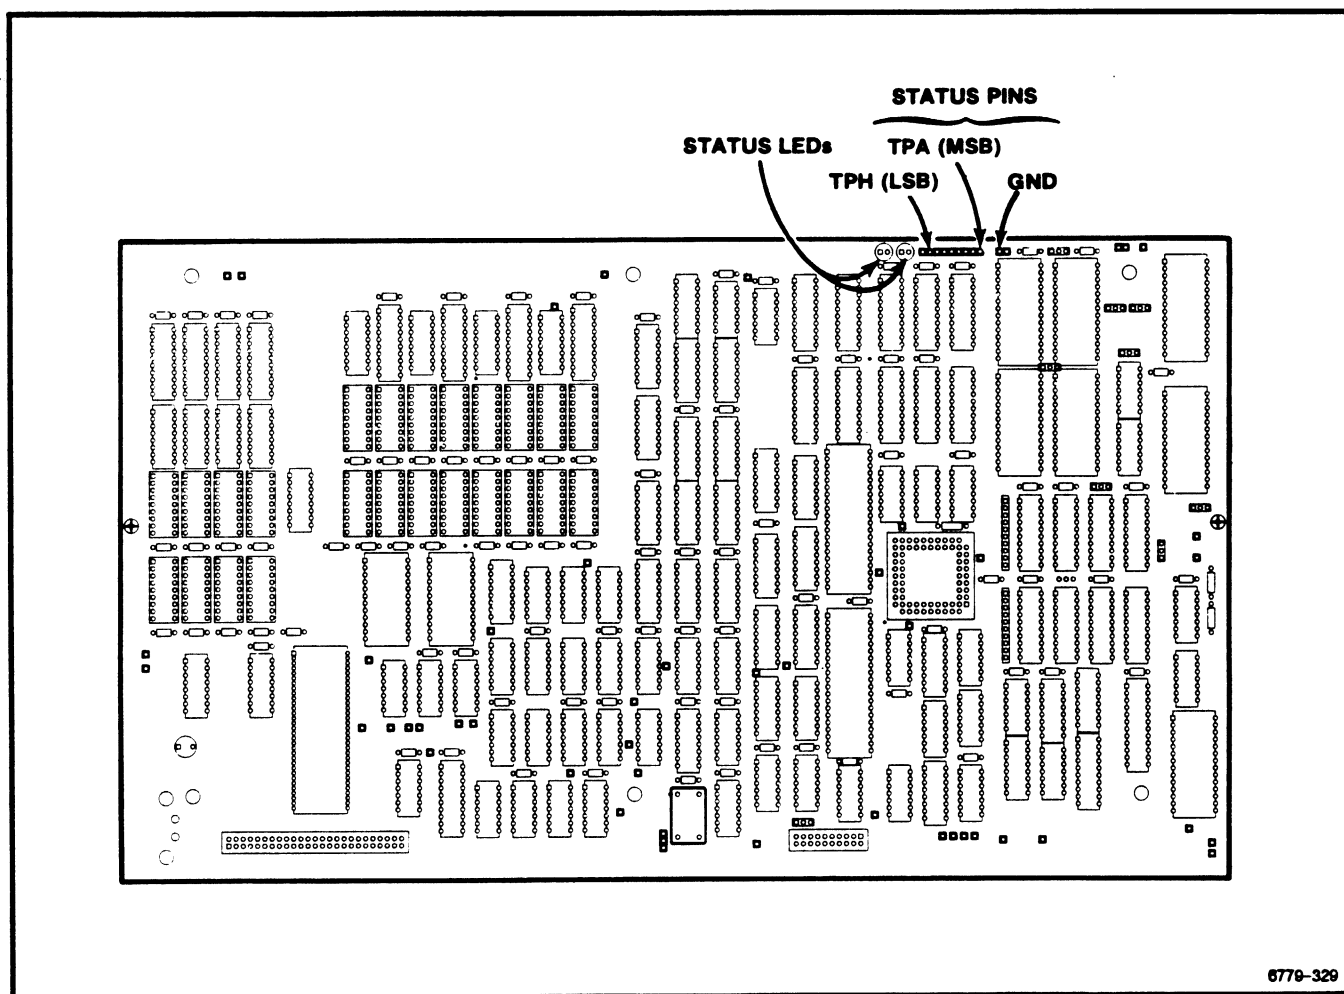 STATUS PINS
STATUS LEDs
TPA (MSB)
TPH (LSB)
GND
6779-329